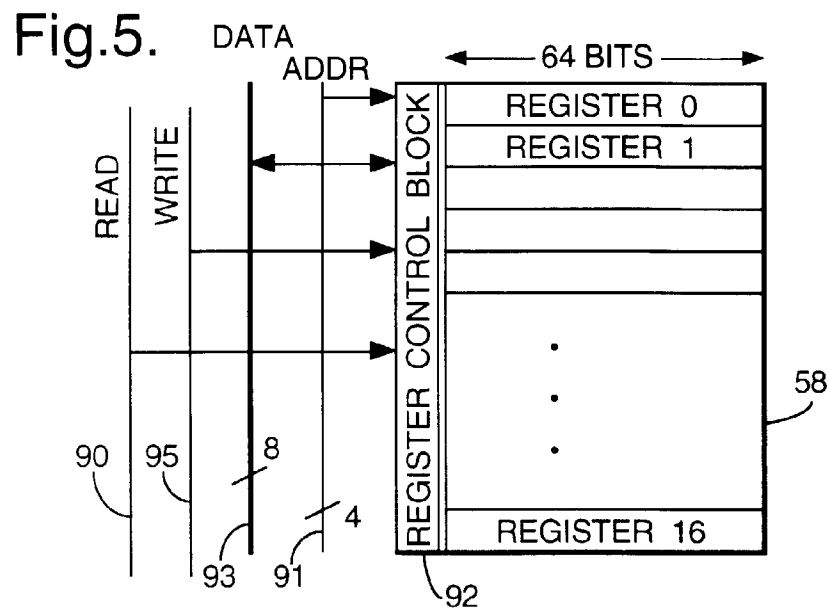 Fig.5.
DATA
ADDR
READ
WRITE
64 BITS
REGISTER CONTROL BLOCK
REGISTER 0
REGISTER 1
REGISTER 16
58
90
95
8
93
4
91
92